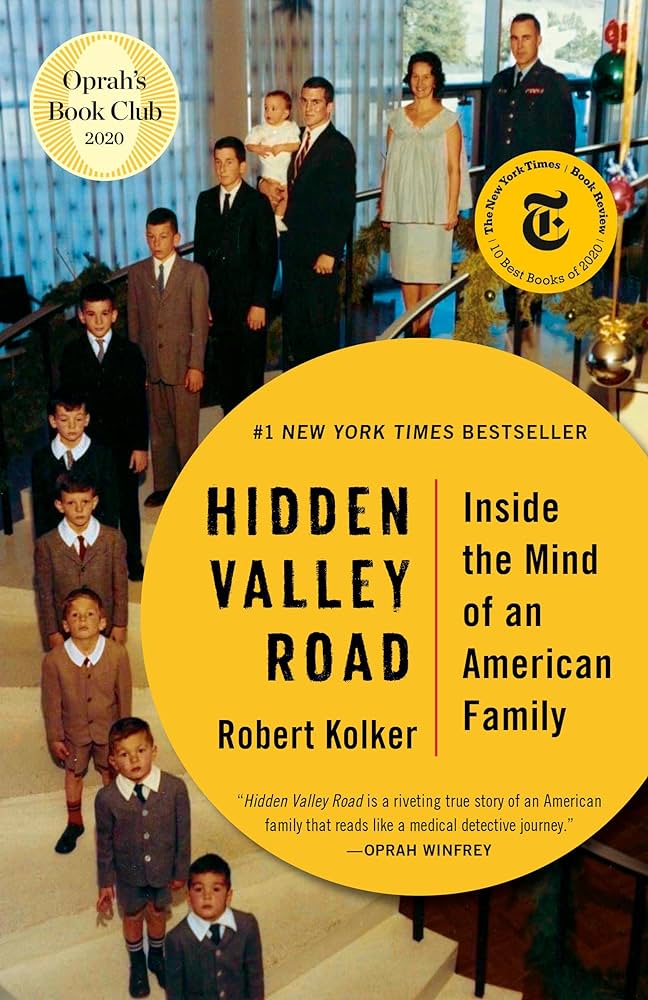 Oprah's
Book Club
2020
The New York Times | Book Review
T
| 10 Best Books of 2020 |
#1 NEW YORK TIMES BESTSELLER
HIDDEN
VALLEY
ROAD
Robert Kolker
Inside
the Mind
of an
American
Family
“Hidden Valley Road is a riveting true story of an American
family that reads like a medical detective journey.”
—OPRAH WINFREY